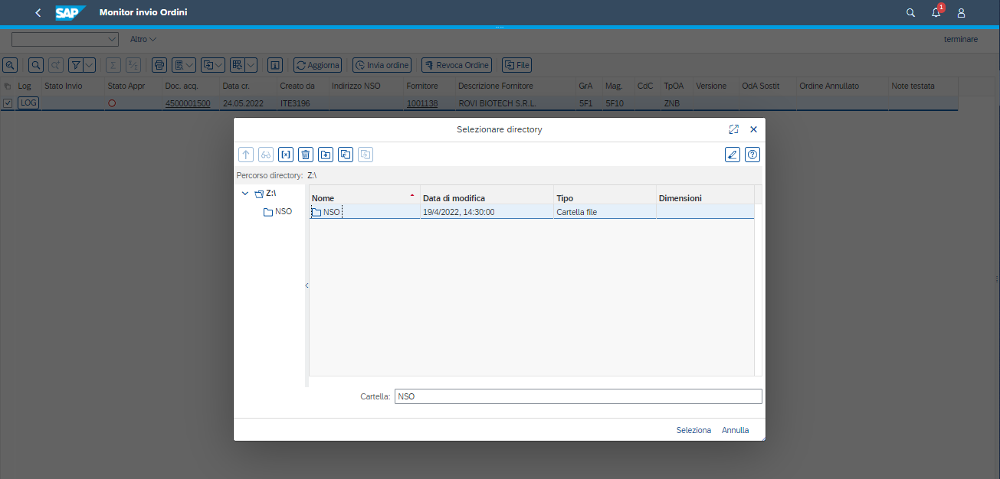 SAP Monitor invio Ordini 1
Altro terminare
Aggiorna Invia ordine Revoca Ordine File
Log Stato Invio Stato Appr Doc. acq. Data cr. Creato da Indirizzo NSO Fornitore Descrizione Fornitore GrA Mag. CdC TpOA Versione OdA Sostit Ordine Annullato Note testata
LOG 4500001500 24.05.2022 ITE3196 1001138 ROVI BIOTECH S.R.L. 5F1 5F10 ZNB
Selezionare directory
Percorso directory: Z:\
Z:\
NSO
Nome Data di modifica Tipo Dimensioni
NSO 19/4/2022, 14:30:00 Cartella file
Cartella: NSO
Seleziona Annulla